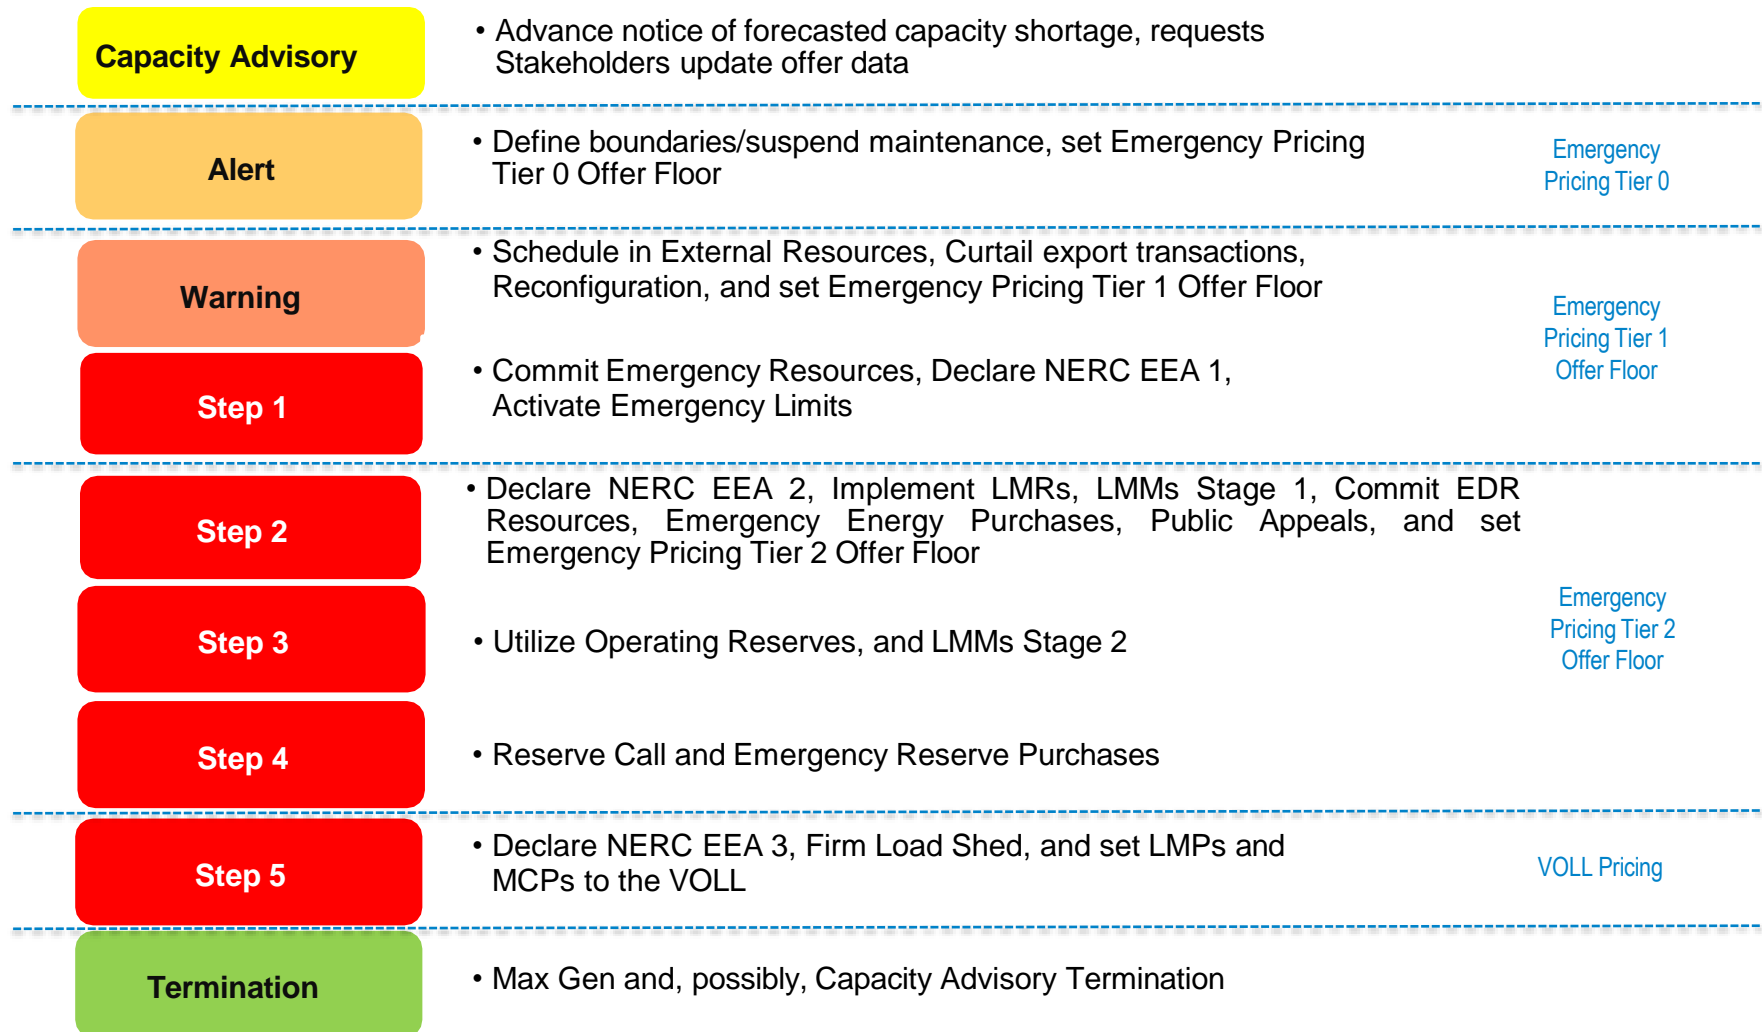 Capacity Advisory
• Advance notice of forecasted capacity shortage, requests
Stakeholders update offer data
Alert
• Define boundaries/suspend maintenance, set Emergency Pricing
Tier 0 Offer Floor
Emergency
Pricing Tier 0
Warning
• Schedule in External Resources, Curtail export transactions,
Reconfiguration, and set Emergency Pricing Tier 1 Offer Floor
Emergency
Pricing Tier 1
Offer Floor
Step 1
• Commit Emergency Resources, Declare NERC EEA 1,
Activate Emergency Limits
Step 2
• Declare NERC EEA 2, Implement LMRs, LMMs Stage 1, Commit EDR
Resources, Emergency Energy Purchases, Public Appeals, and set
Emergency Pricing Tier 2 Offer Floor
Step 3
• Utilize Operating Reserves, and LMMs Stage 2
Emergency
Pricing Tier 2
Offer Floor
Step 4
• Reserve Call and Emergency Reserve Purchases
Step 5
• Declare NERC EEA 3, Firm Load Shed, and set LMPs and
MCPs to the VOLL
VOLL Pricing
Termination
• Max Gen and, possibly, Capacity Advisory Termination